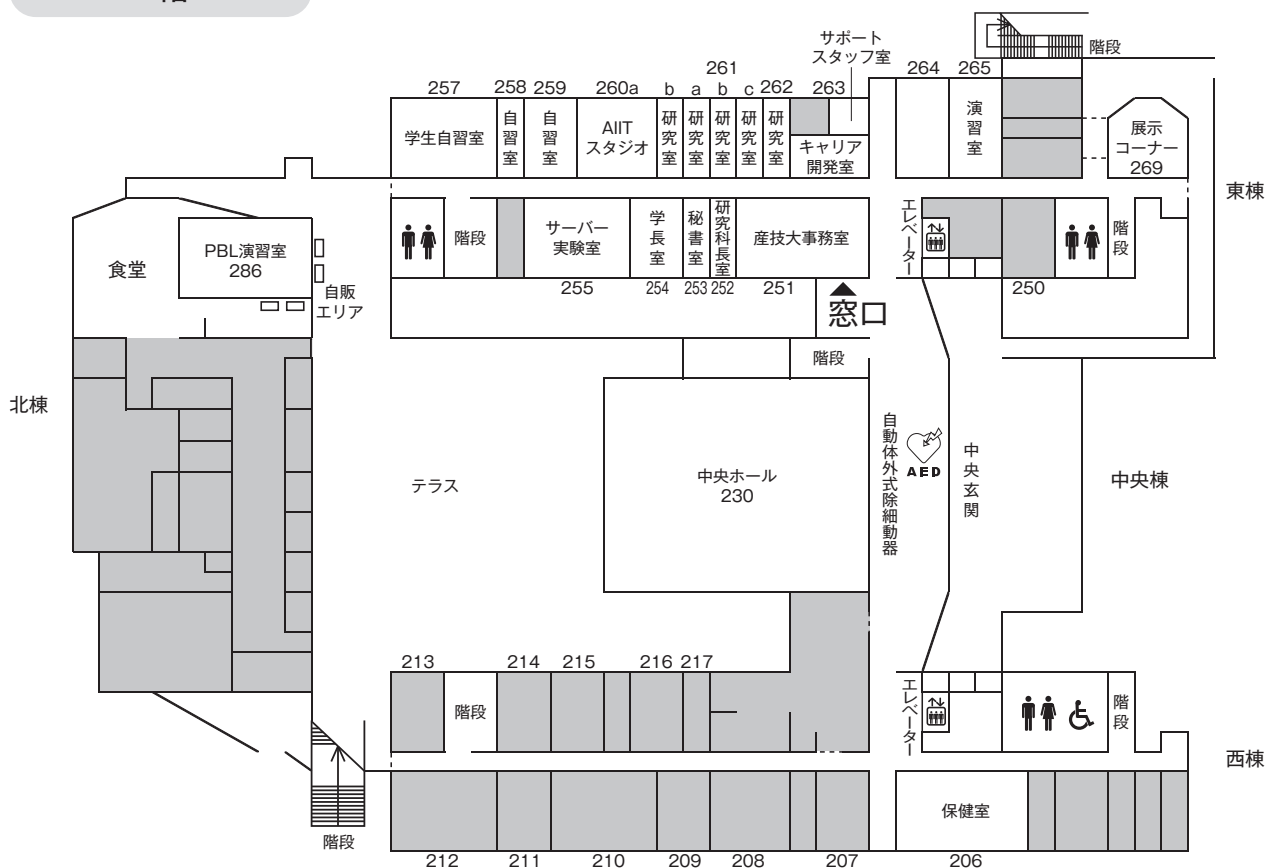 階
サポート
スタッフ室
階段
261
257
258
259
260a
b
a
b
c
262
263
264
265
学生自習室
自習室
自習室
AIIT
スタジオ
研究室
研究室
研究室
研究室
研究室
キャリア
開発室
演習室
展示
コーナー
269
東棟
食堂
PBL演習室
286
自販
エリア
階段
サーバー
実験室
学長室
秘書室
研究科長室
産技大事務室
エレベーター
階段
255
254
253
252
251
250
窓口
階段
北棟
テラス
中央ホール
230
自動体外式除細動器
AED
中央玄関
中央棟
213
214
215
216
217
階段
エレベーター
階段
西棟
保健室
階段
212
211
210
209
208
207
206